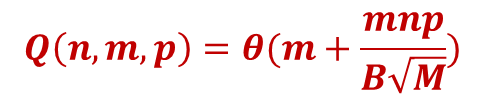 Q(n, m, p) = θ(m + mnp / B√M)